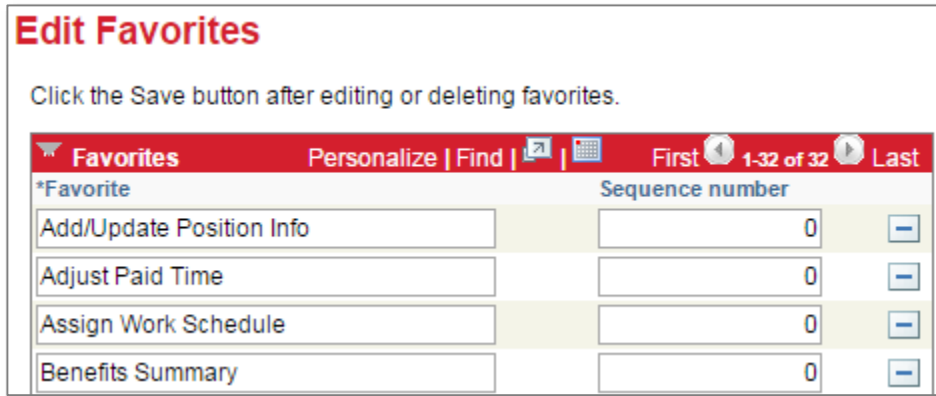 Edit Favorites
Click the Save button after editing or deleting favorites.
Favorites Personalize | Find | | First 1-32 of 32 Last
*Favorite Sequence number
Add/Update Position Info 0
Adjust Paid Time 0
Assign Work Schedule 0
Benefits Summary 0